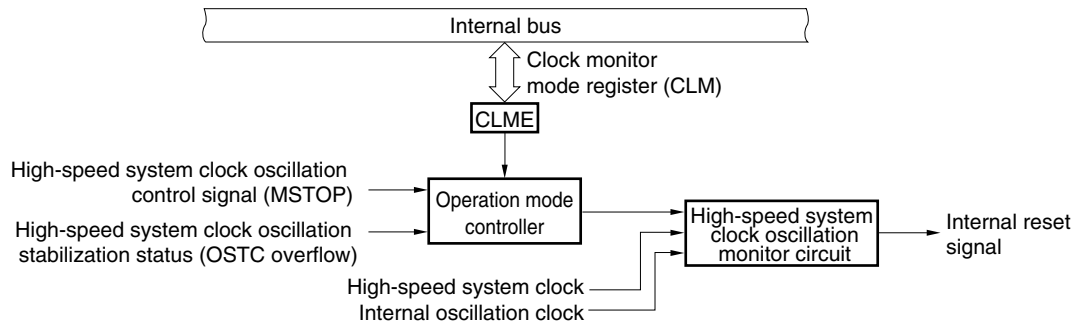 Internal bus
Clock monitor
mode register (CLM)
CLME
High-speed system clock oscillation
control signal (MSTOP)
High-speed system clock oscillation
stabilization status (OSTC overflow)
Operation mode
controller
High-speed system
clock oscillation
monitor circuit
Internal reset
signal
High-speed system clock
Internal oscillation clock